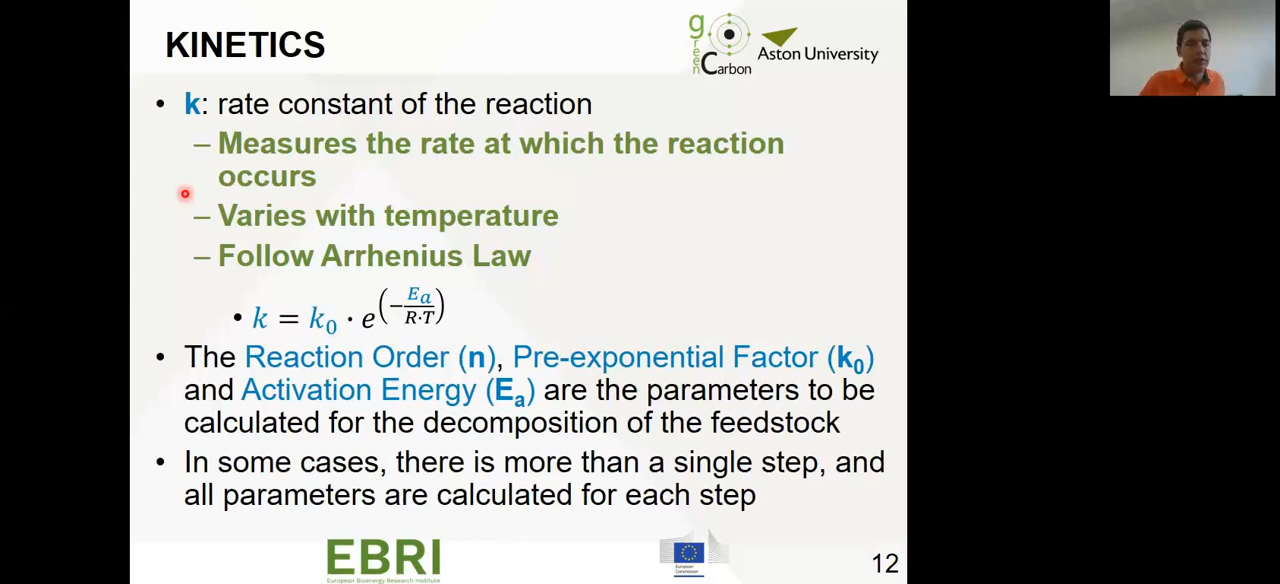 KINETICS
green
Carbon
Aston University
• k: rate constant of the reaction
– Measures the rate at which the reaction
occurs
– Varies with temperature
– Follow Arrhenius Law
• k = k₀ · e^(−Eₐ/(R·T))
• The Reaction Order (n), Pre-exponential Factor (k₀)
and Activation Energy (Eₐ) are the parameters to be
calculated for the decomposition of the feedstock
• In some cases, there is more than a single step, and
all parameters are calculated for each step
EBRI
European Bioenergy Research Institute
European
Commission
12